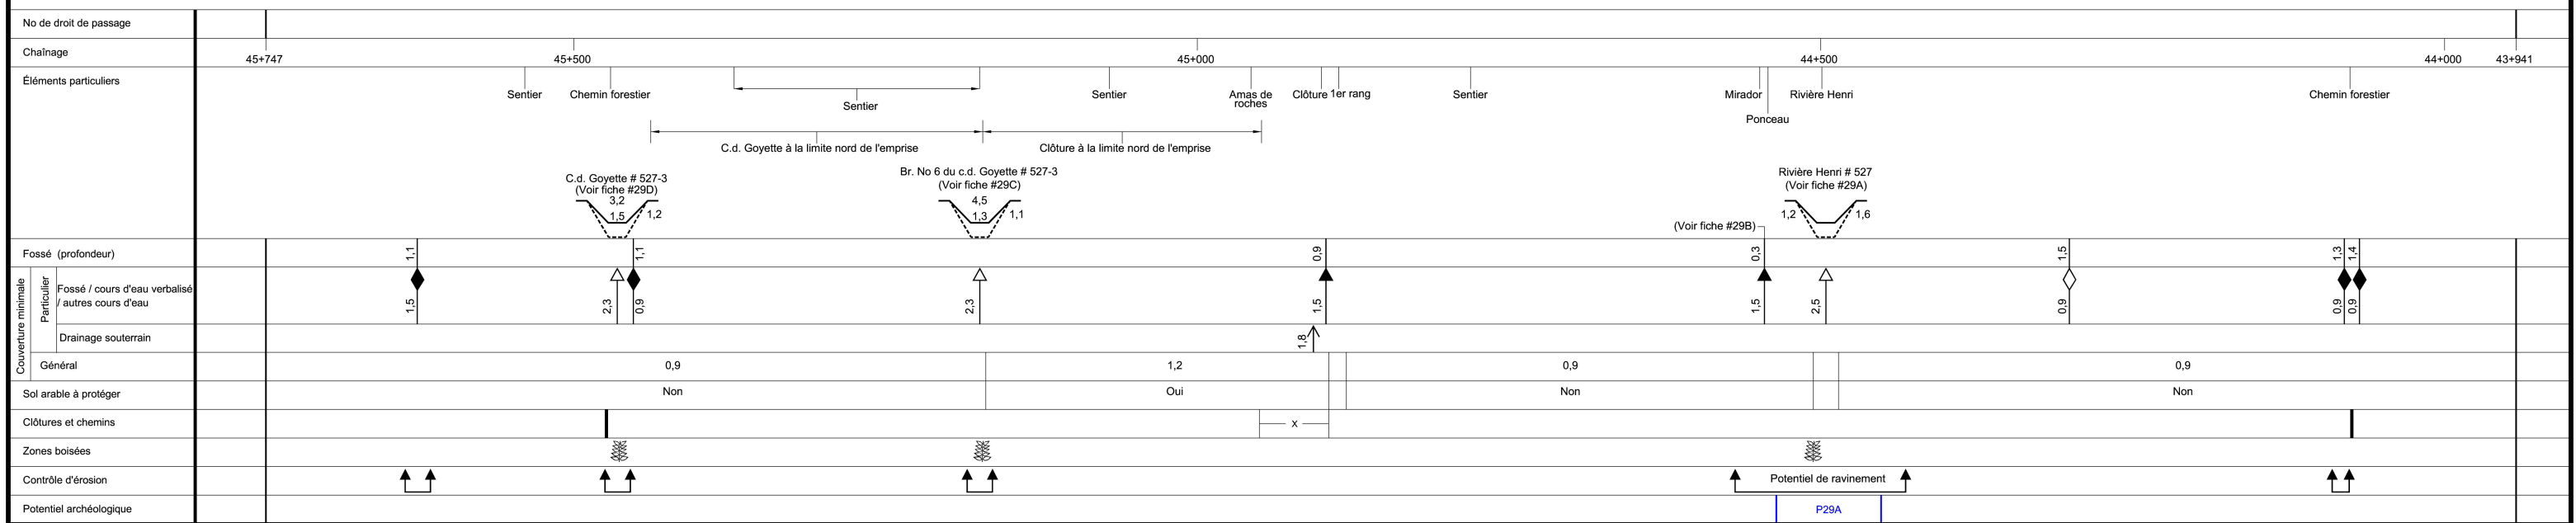 No de droit de passage
Chaînage
45+747 45+500 45+000 44+500 44+000 43+941
Éléments particuliers
Sentier Chemin forestier Sentier Sentier Amas de roches Clôture 1er rang Sentier Mirador Ponceau Rivière Henri Chemin forestier
C.d. Goyette à la limite nord de l'emprise Clôture à la limite nord de l'emprise
C.d. Goyette # 527-3
(Voir fiche #29D)
3,2
1,5 1,2
Br. No 6 du c.d. Goyette # 527-3
(Voir fiche #29C)
4,5
1,3 1,1
Rivière Henri # 527
(Voir fiche #29A)
1,2 1,6
(Voir fiche #29B)
Fossé (profondeur)
1,1 1,1 0,9 0,3 1,5 1,3 1,4
Couverture minimale
Particulier
Fossé / cours d'eau verbalisé
/ autres cours d'eau
1,5 2,3 0,9 2,3 1,5 1,5 2,5 0,9 0,9 0,9
Drainage souterrain
1,8
Général
0,9 1,2 0,9 0,9
Sol arable à protéger
Non Oui Non Non
Clôtures et chemins
x
Zones boisées
Contrôle d'érosion
Potentiel de ravinement
Potentiel archéologique
P29A